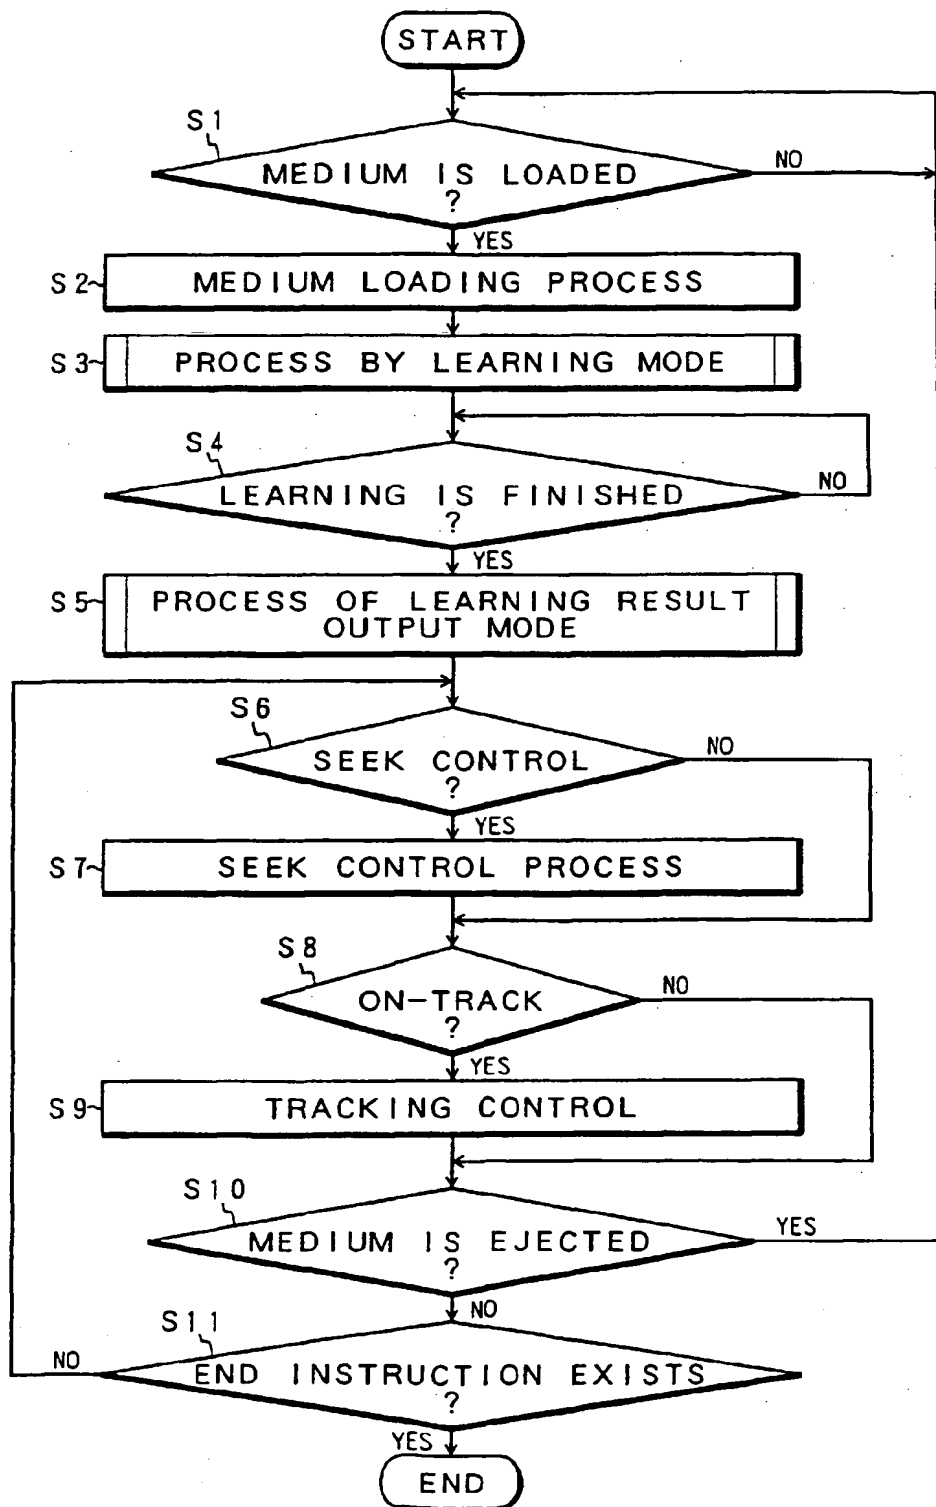 START
S1
MEDIUM IS LOADED
?
NO
YES
S2
MEDIUM LOADING PROCESS
S3
PROCESS BY LEARNING MODE
S4
LEARNING IS FINISHED
?
NO
YES
S5
PROCESS OF LEARNING RESULT
OUTPUT MODE
S6
SEEK CONTROL
?
NO
YES
S7
SEEK CONTROL PROCESS
S8
ON-TRACK
?
NO
YES
S9
TRACKING CONTROL
S10
MEDIUM IS EJECTED
?
YES
NO
S11
END INSTRUCTION EXISTS
?
NO
YES
END